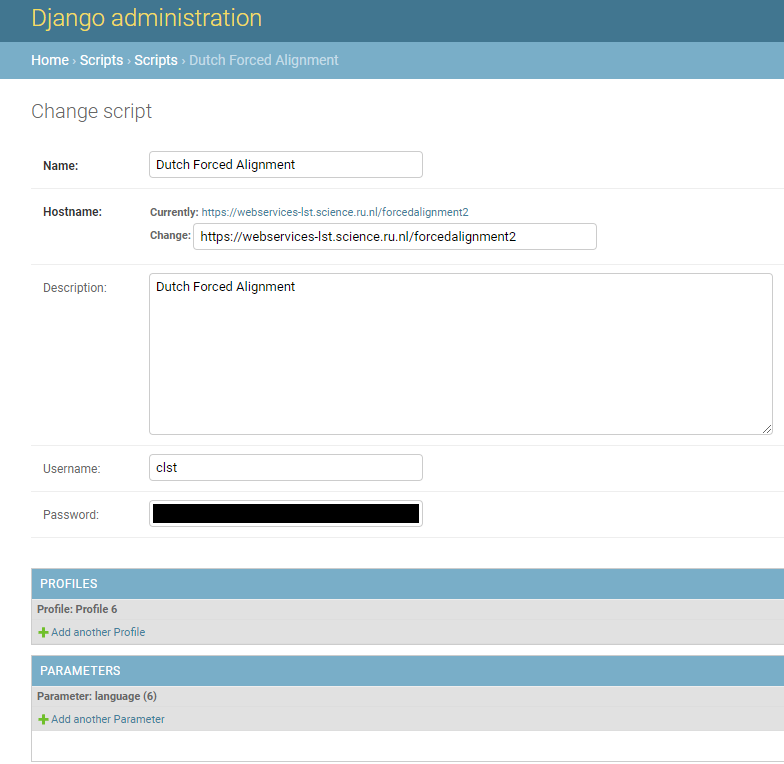 Django administration
Home › Scripts › Scripts › Dutch Forced Alignment
Change script
Name: Dutch Forced Alignment
Hostname: Currently: https://webservices-lst.science.ru.nl/forcedalignment2
Change: https://webservices-lst.science.ru.nl/forcedalignment2
Description: Dutch Forced Alignment
Username: clst
Password:
PROFILES
Profile: Profile 6
Add another Profile
PARAMETERS
Parameter: language (6)
Add another Parameter